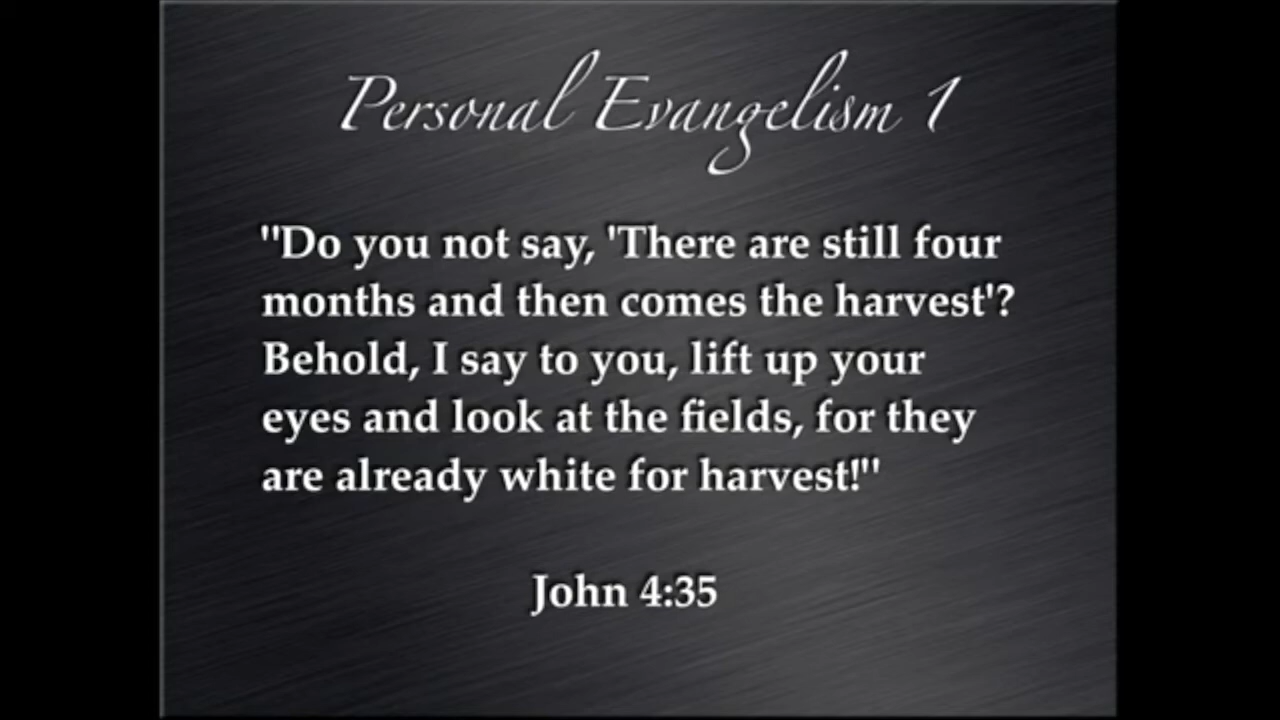 Personal Evangelism 1
"Do you not say, 'There are still four
months and then comes the harvest'?
Behold, I say to you, lift up your
eyes and look at the fields, for they
are already white for harvest!"
John 4:35